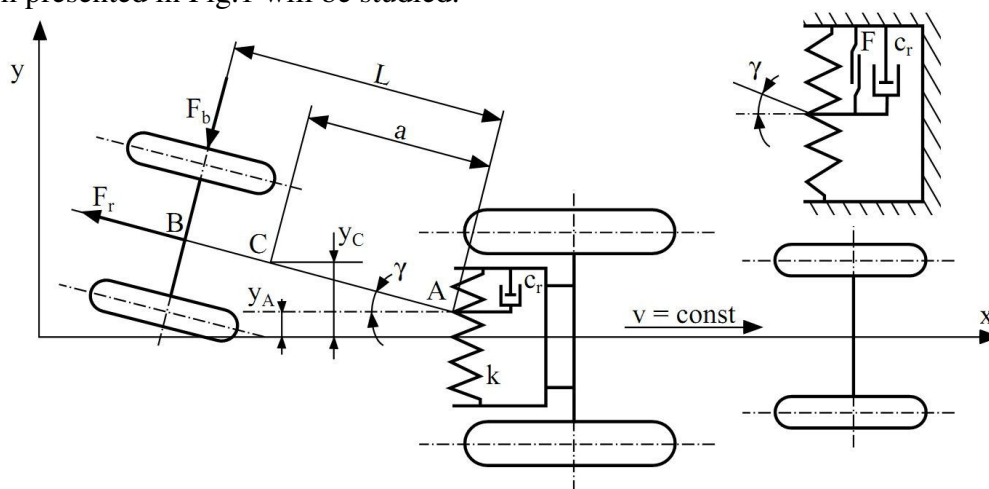 n presented in Fig.1 will be studied.
y
L
F
c_r
γ
F_b
a
F_r
B
C
y_C
γ
A
c_r
y_A
v = const
x
k